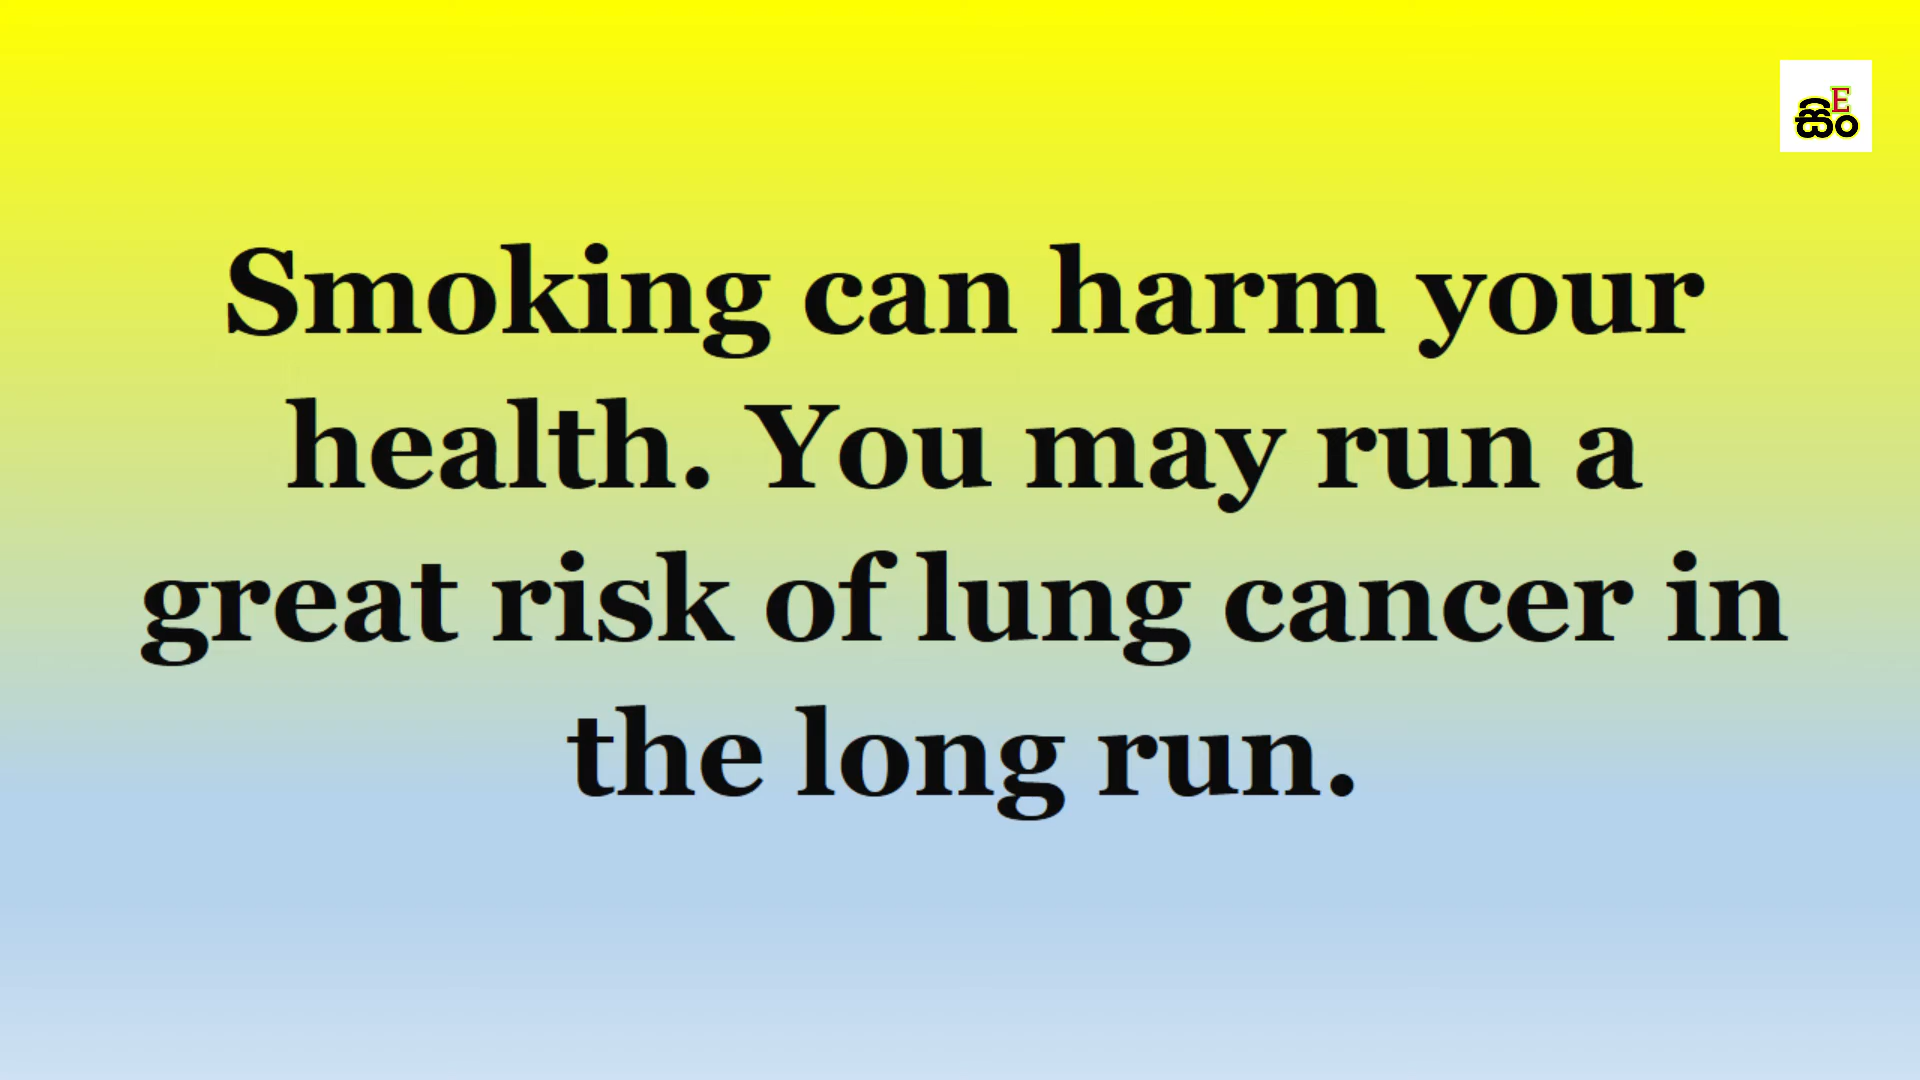 E
සිං
Smoking can harm your
health. You may run a
great risk of lung cancer in
the long run.